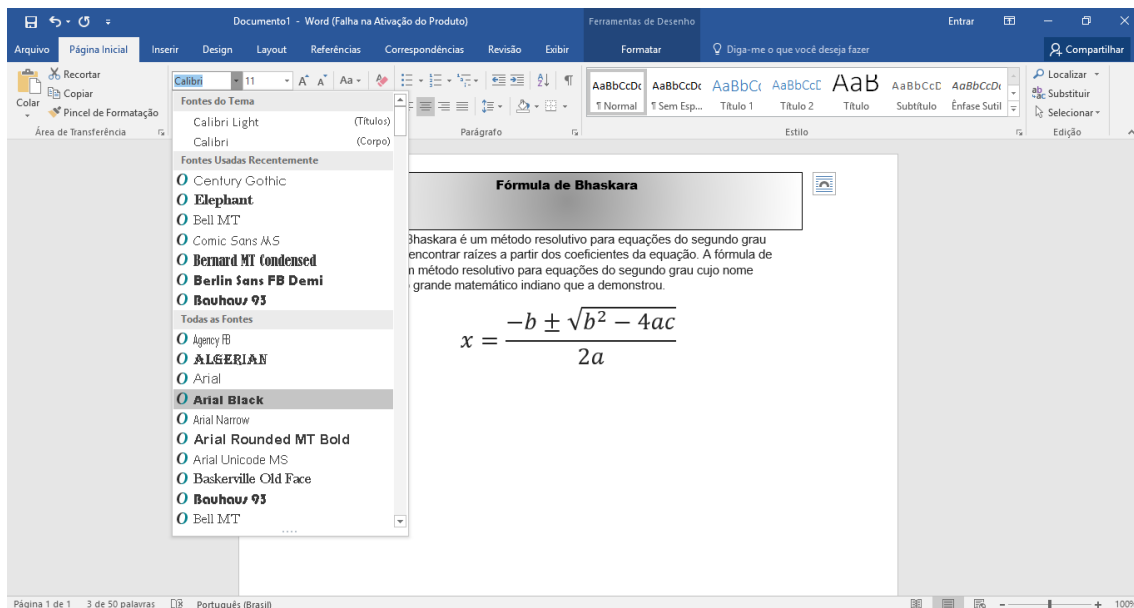 Documento1 - Word (Falha na Ativação do Produto)
Ferramentas de Desenho
Entrar
Arquivo Página Inicial Inserir Design Layout Referências Correspondências Revisão Exibir Formatar Diga-me o que você deseja fazer Compartilhar
Colar
Recortar
Copiar
Pincel de Formatação
Área de Transferência
Calibri 11
Parágrafo
AaBbCcDc AaBbCcDc AaBbCc AaBbCcC AaB AaBbCcC AaBbCcDc
¶ Normal ¶ Sem Esp... Título 1 Título 2 Título Subtítulo Ênfase Sutil
Estilo
Localizar
Substituir
Selecionar
Edição
Fontes do Tema
Calibri Light (Títulos)
Calibri (Corpo)
Fontes Usadas Recentemente
Century Gothic
Elephant
Bell MT
Comic Sans MS
Bernard MT Condensed
Berlin Sans FB Demi
Bauhaus 93
Todas as Fontes
Agency FB
ALGERIAN
Arial
Arial Black
Arial Narrow
Arial Rounded MT Bold
Arial Unicode MS
Baskerville Old Face
Bauhaus 93
Bell MT
Fórmula de Bhaskara
Bhaskara é um método resolutivo para equações do segundo grau
encontrar raízes a partir dos coeficientes da equação. A fórmula de
método resolutivo para equações do segundo grau cujo nome
grande matemático indiano que a demonstrou.
x = (−b ± √(b² − 4ac)) / 2a
Página 1 de 1 3 de 50 palavras Português (Brasil) 100%